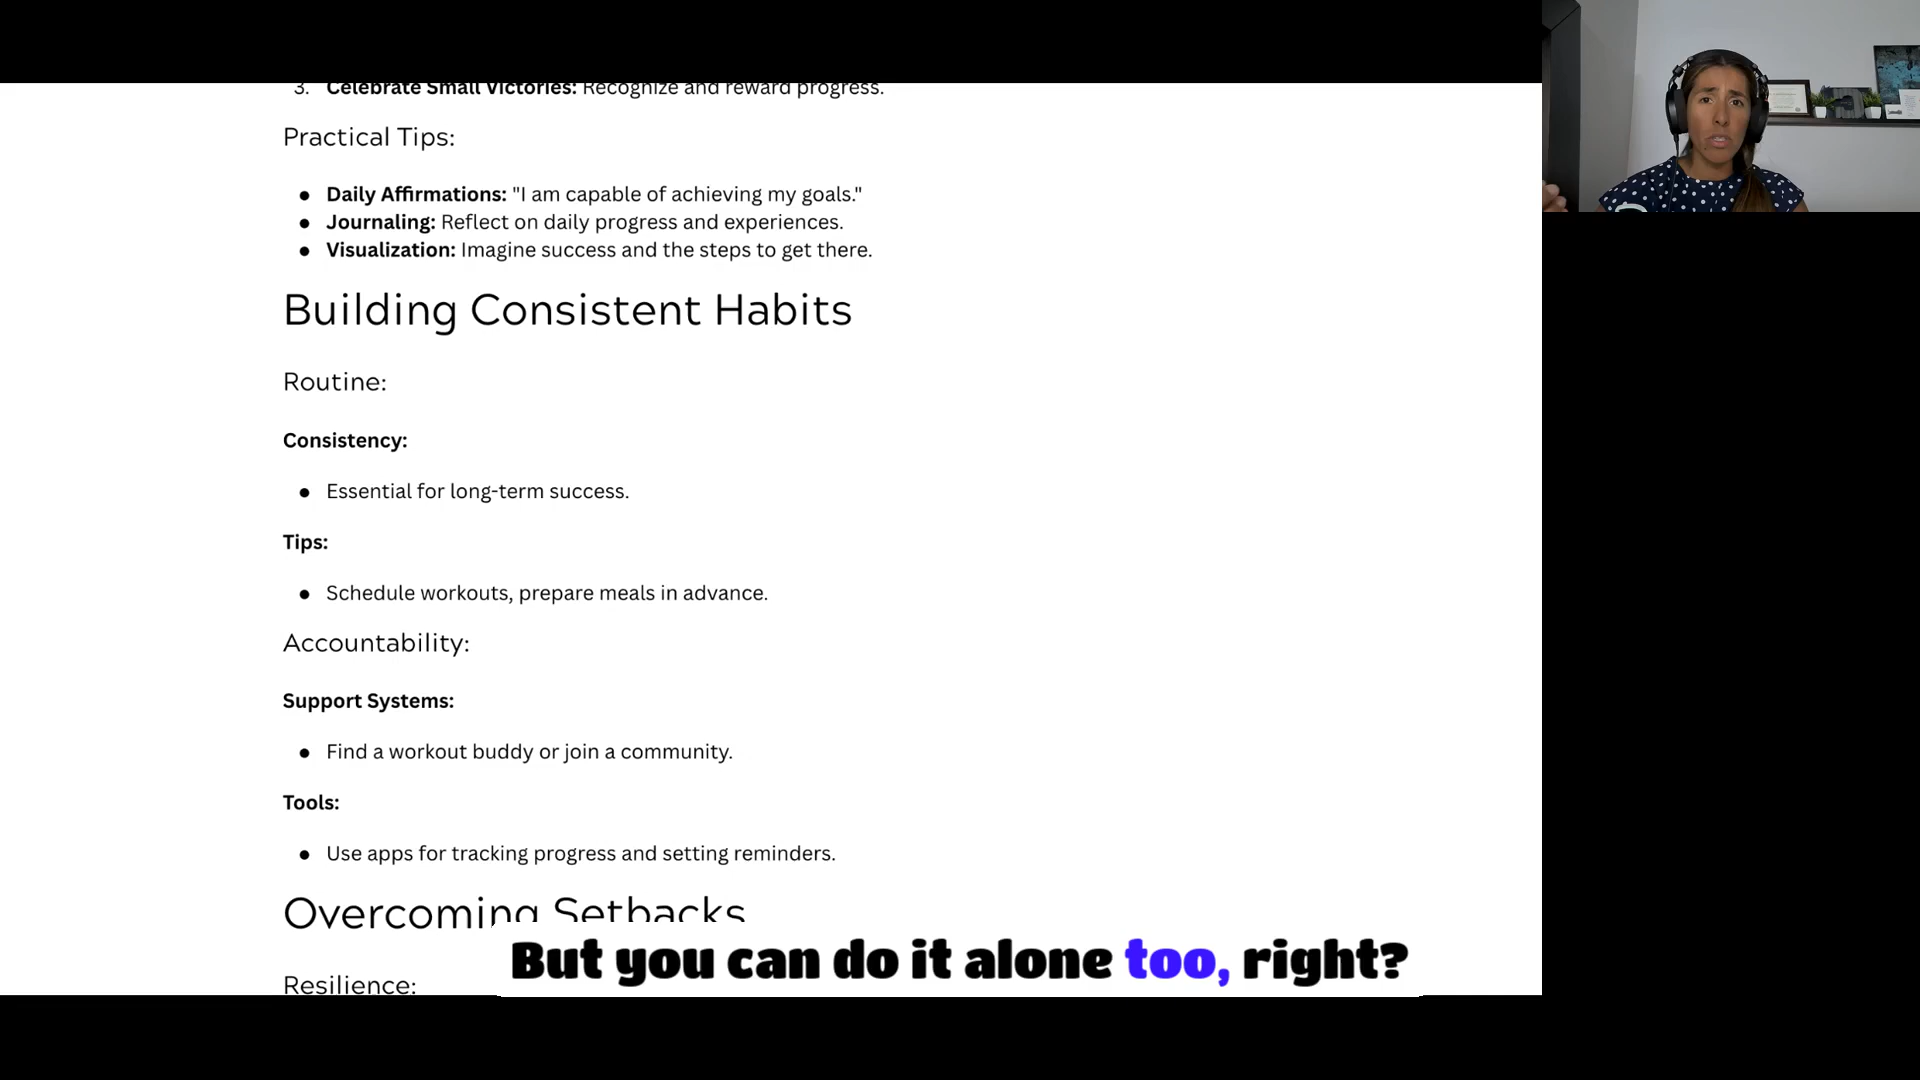 3. Celebrate Small Victories: Recognize and reward progress.
Practical Tips:
● Daily Affirmations: "I am capable of achieving my goals."
● Journaling: Reflect on daily progress and experiences.
● Visualization: Imagine success and the steps to get there.
Building Consistent Habits
Routine:
Consistency:
● Essential for long-term success.
Tips:
● Schedule workouts, prepare meals in advance.
Accountability:
Support Systems:
● Find a workout buddy or join a community.
Tools:
● Use apps for tracking progress and setting reminders.
Overcoming Setbacks
But you can do it alone too, right?
Resilience: